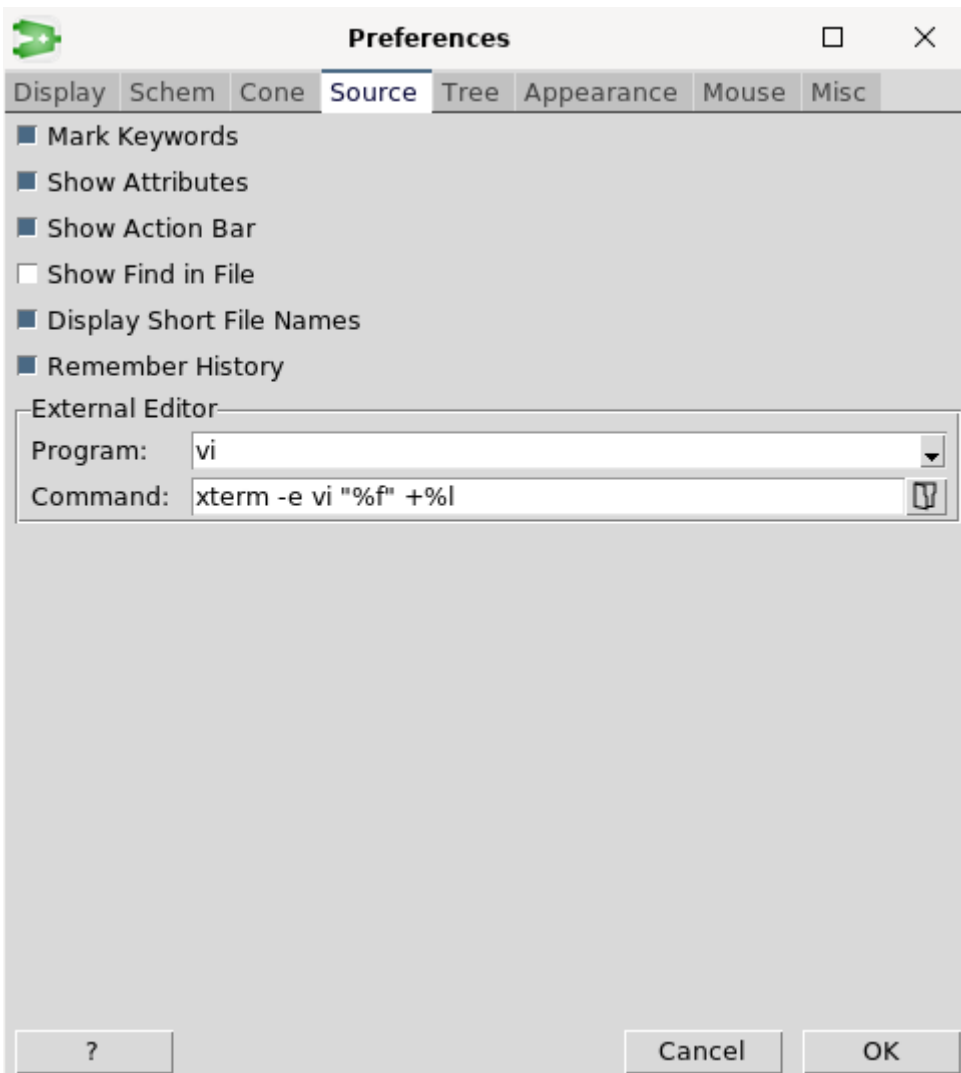 Preferences
Display Schem Cone Source Tree Appearance Mouse Misc
Mark Keywords
Show Attributes
Show Action Bar
Show Find in File
Display Short File Names
Remember History
External Editor
Program: vi
Command: xterm -e vi "%f" +%l
? Cancel OK